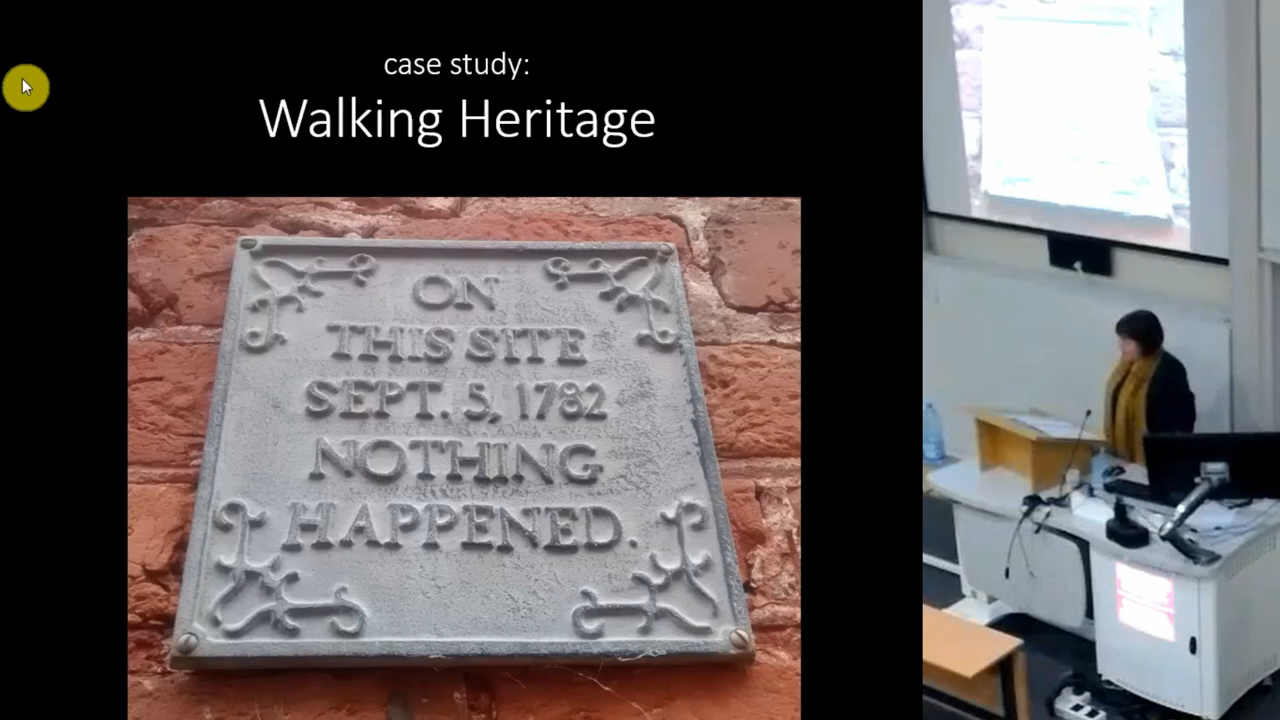 case study:
Walking Heritage
ON
THIS SITE
SEPT. 5, 1782
NOTHING
HAPPENED.